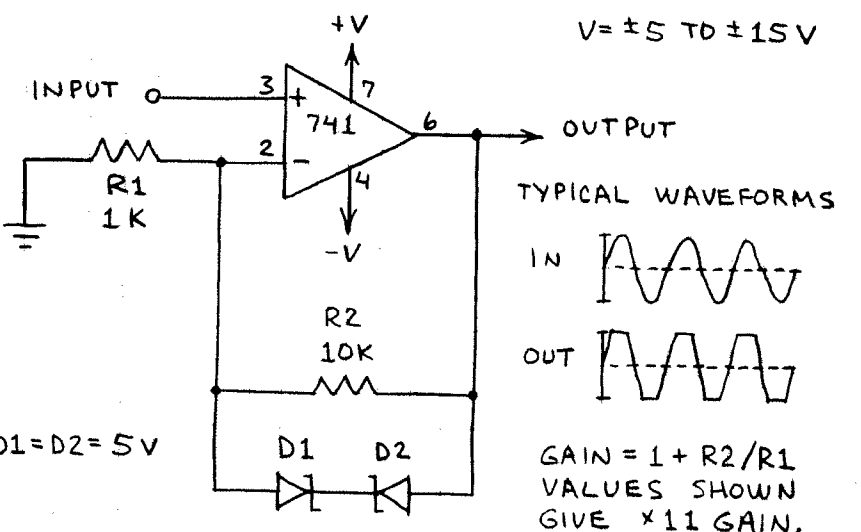 +V
V= ±5 TO ±15V
INPUT
3
+
7
741
6
OUTPUT
2
-
4
R1
1K
-V
TYPICAL WAVEFORMS
IN
R2
10K
OUT
D1=D2= 5V
D1
D2
GAIN = 1 + R2/R1
VALUES SHOWN
GIVE ×11 GAIN.